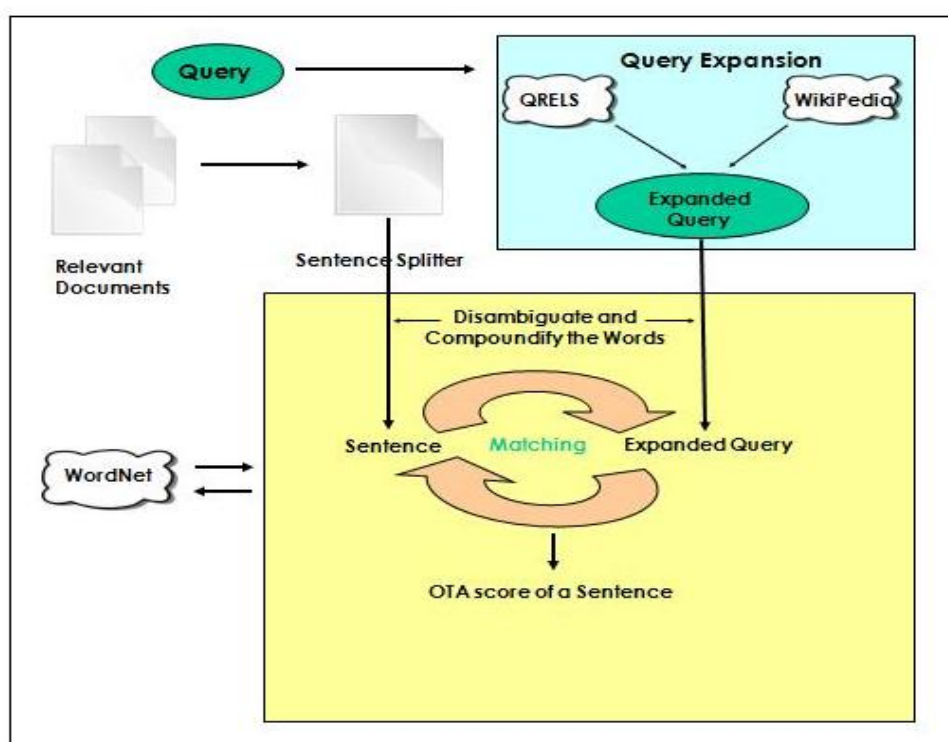 Query
Query Expansion
QRELS
WikiPedia
Expanded
Query
Relevant
Documents
Sentence Splitter
Disambiguate and
Compoundify the Words
Sentence
Matching
Expanded Query
WordNet
OTA score of a Sentence